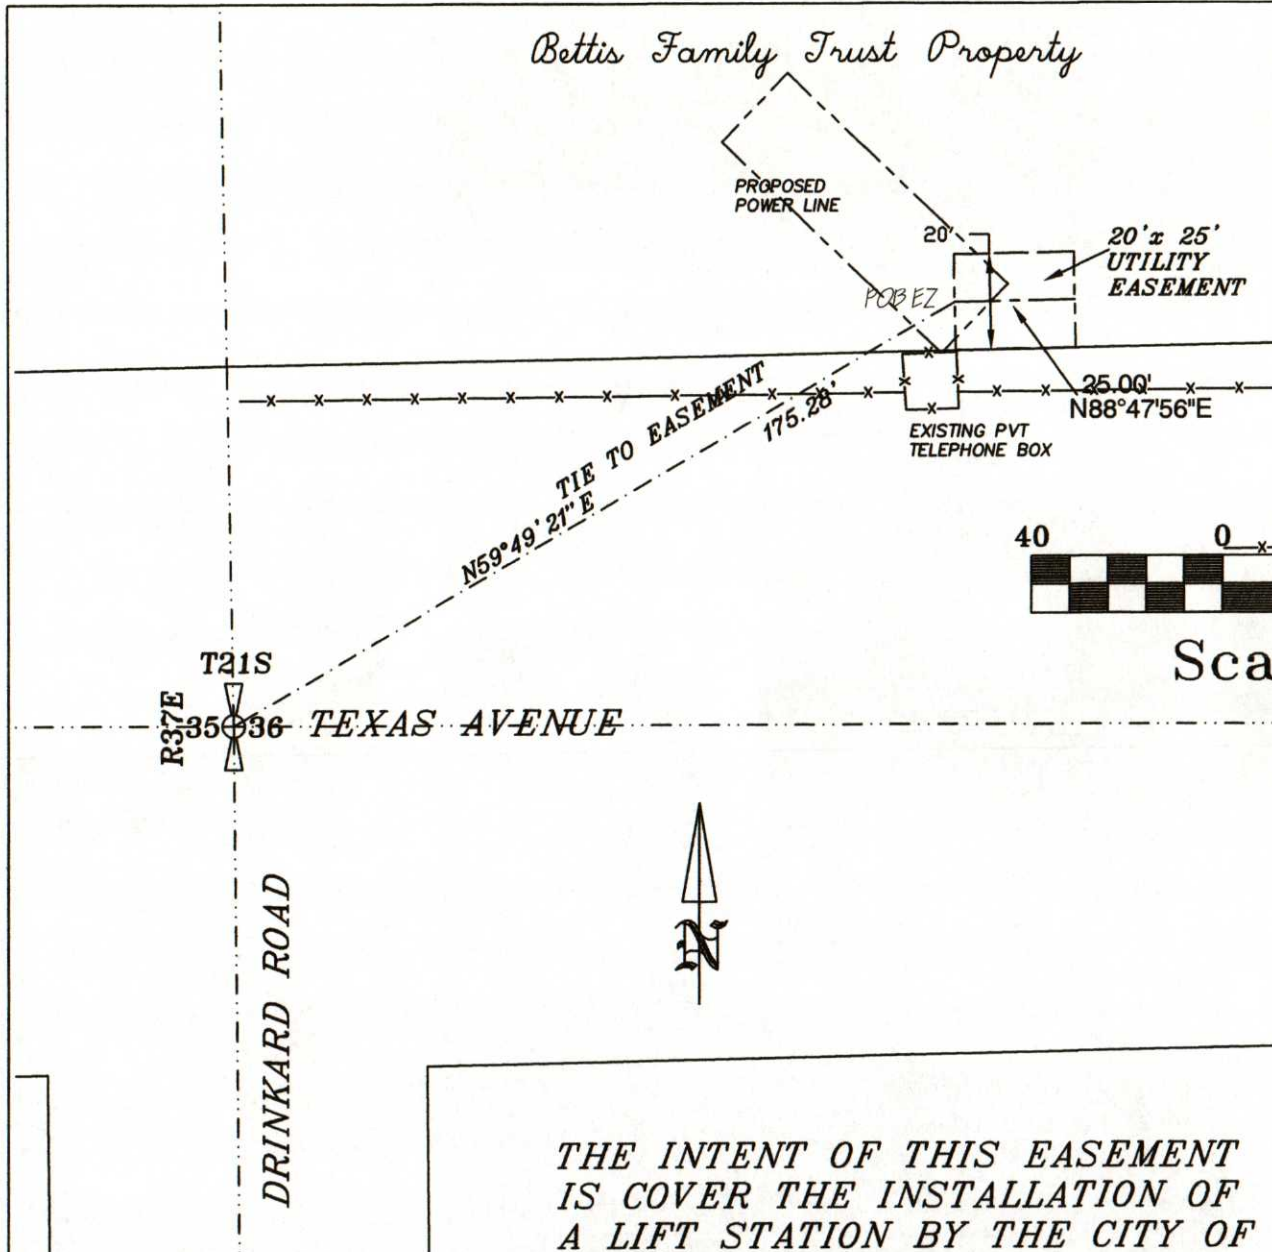 Bettis Family Trust Property
PROPOSED
POWER LINE
20'
20'x 25'
UTILITY
EASEMENT
POB EZ
25.00'
N88°47'56"E
TIE TO EASEMENT
175.28'
N59°49'21"E
EXISTING PVT
TELEPHONE BOX
40 0
Sca
T21S
R37E
35 36
TEXAS AVENUE
N
DRINKARD ROAD
THE INTENT OF THIS EASEMENT
IS COVER THE INSTALLATION OF
A LIFT STATION BY THE CITY OF